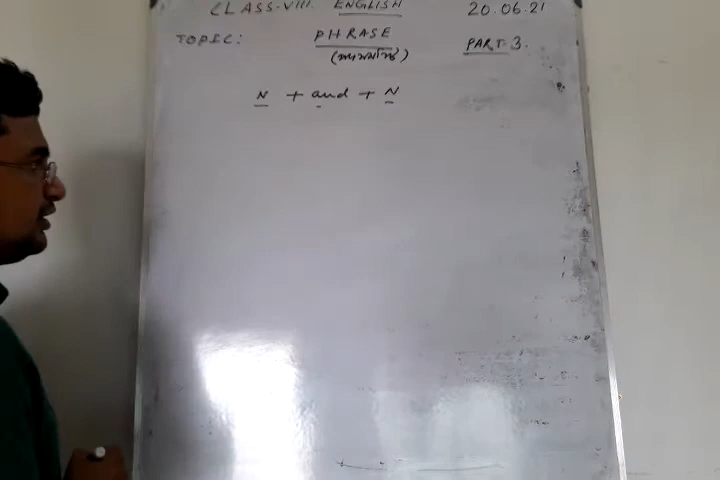 CLASS-VIII ENGLISH 20.06.21
TOPIC: PHRASE PART 3.
N + and + N